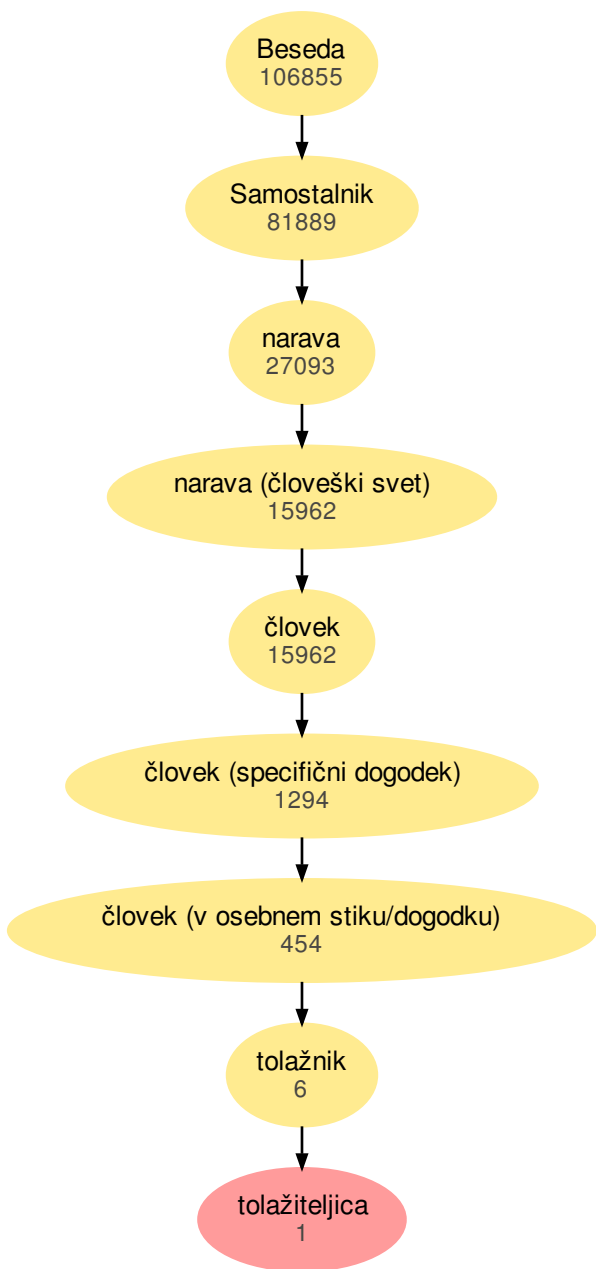 Beseda
106855
Samostalnik
81889
narava
27093
narava (človeški svet)
15962
človek
15962
človek (specifični dogodek)
1294
človek (v osebnem stiku/dogodku)
454
tolažnik
6
tolažiteljica
1